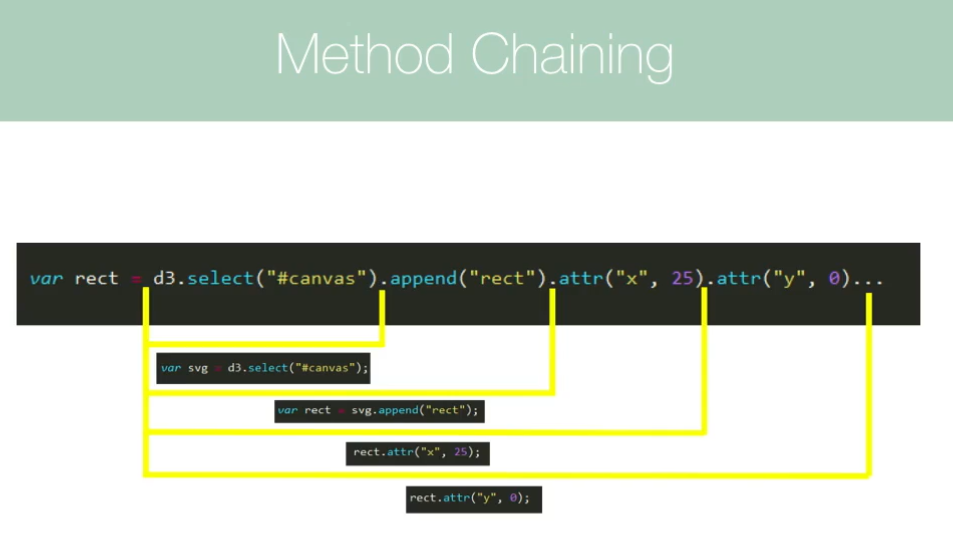 Method Chaining
var rect = d3.select("#canvas").append("rect").attr("x", 25).attr("y", 0)...
var svg = d3.select("#canvas");
var rect = svg.append("rect");
rect.attr("x", 25);
rect.attr("y", 0);